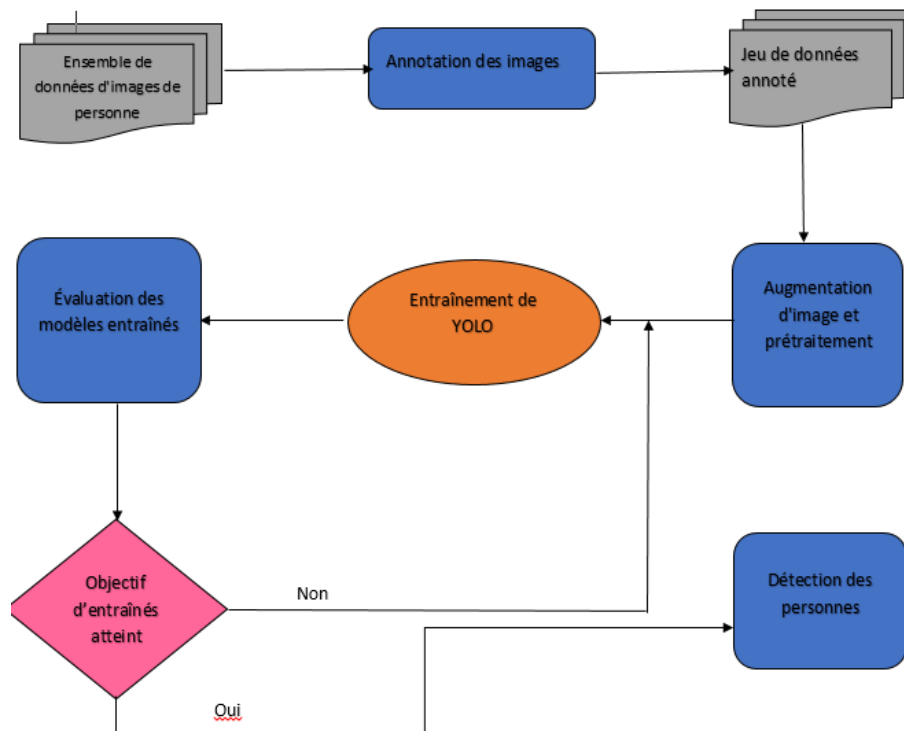 Ensemble de
données d'images de
personne
Annotation des images
Jeu de données
annoté
Évaluation des
modèles entraînés
Entraînement de
YOLO
Augmentation
d'image et
prétraitement
Objectif
d’entraînés
atteint
Non
Détection des
personnes
Oui